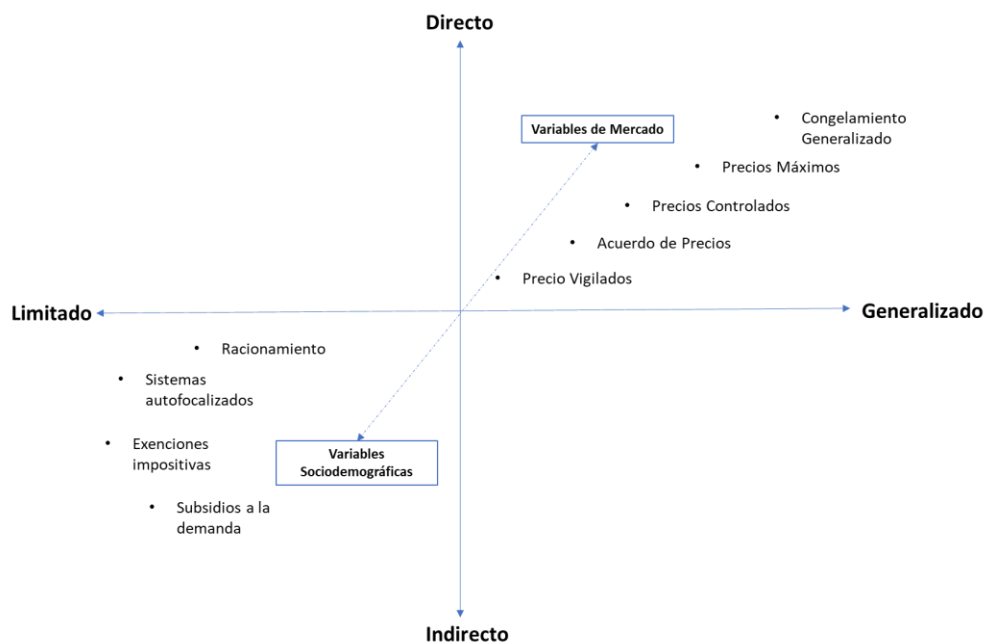 Directo
Congelamiento
Generalizado
Variables de Mercado
Precios Máximos
Precios Controlados
Acuerdo de Precios
Precio Vigilados
Limitado
Generalizado
Racionamiento
Sistemas
autofocalizados
Exenciones
impositivas
Variables
Sociodemográficas
Subsidios a la
demanda
Indirecto